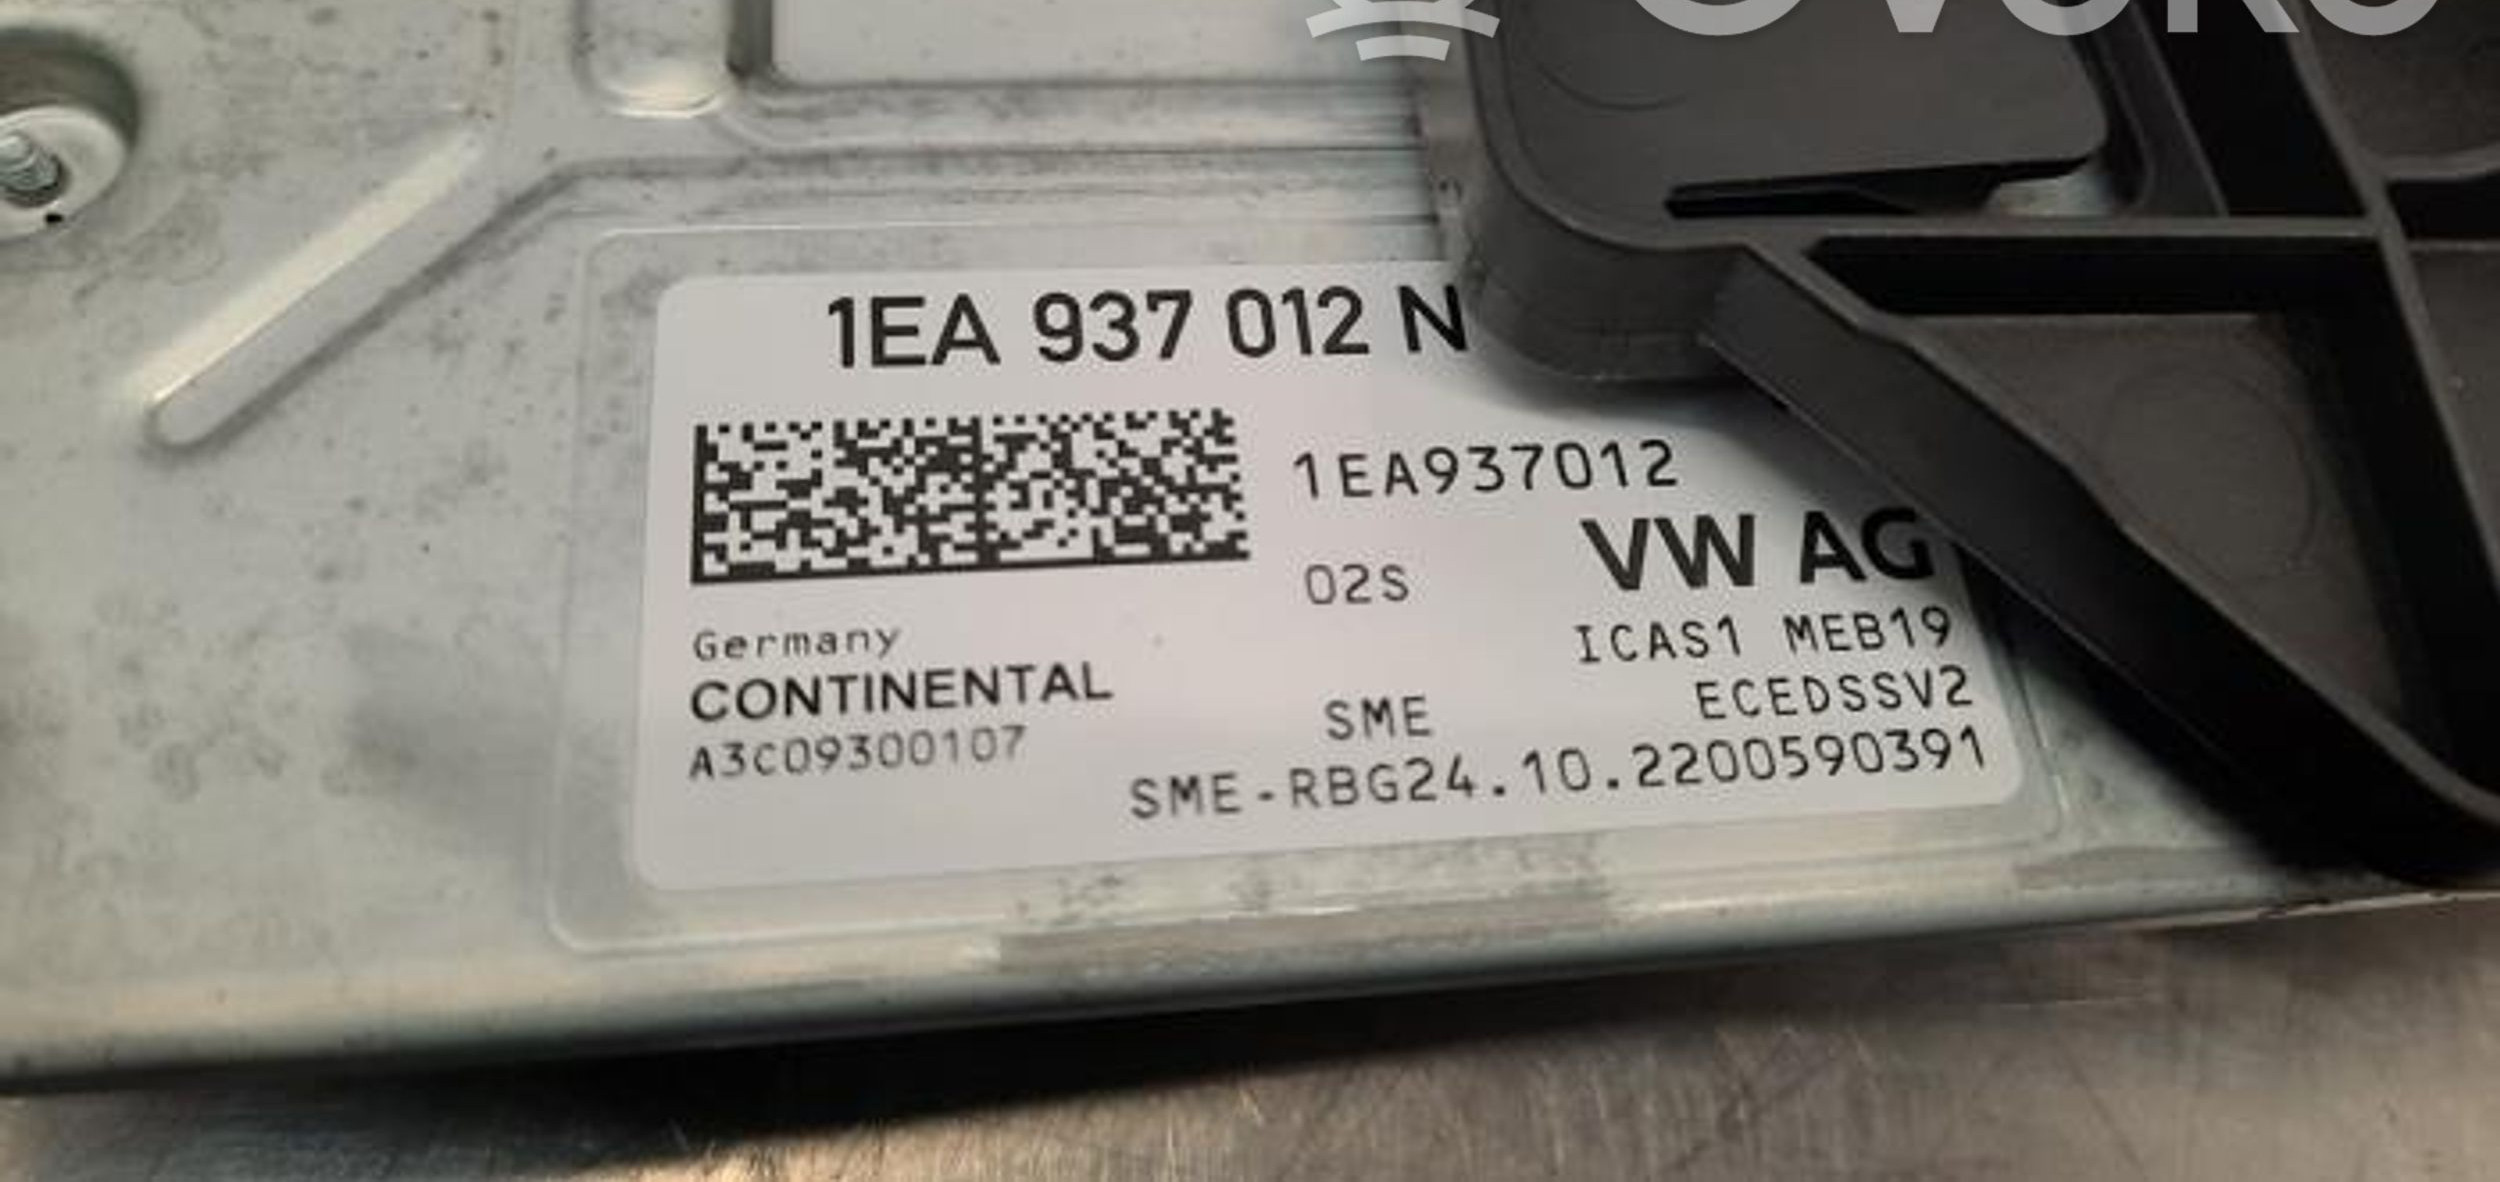 1EA 937 012 N
1EA937012
VW AG
02S
ICAS1 MEB19
Germany
CONTINENTAL
ECEDSSV2
SME
A3C09300107
SME-RBG24.10.2200590391